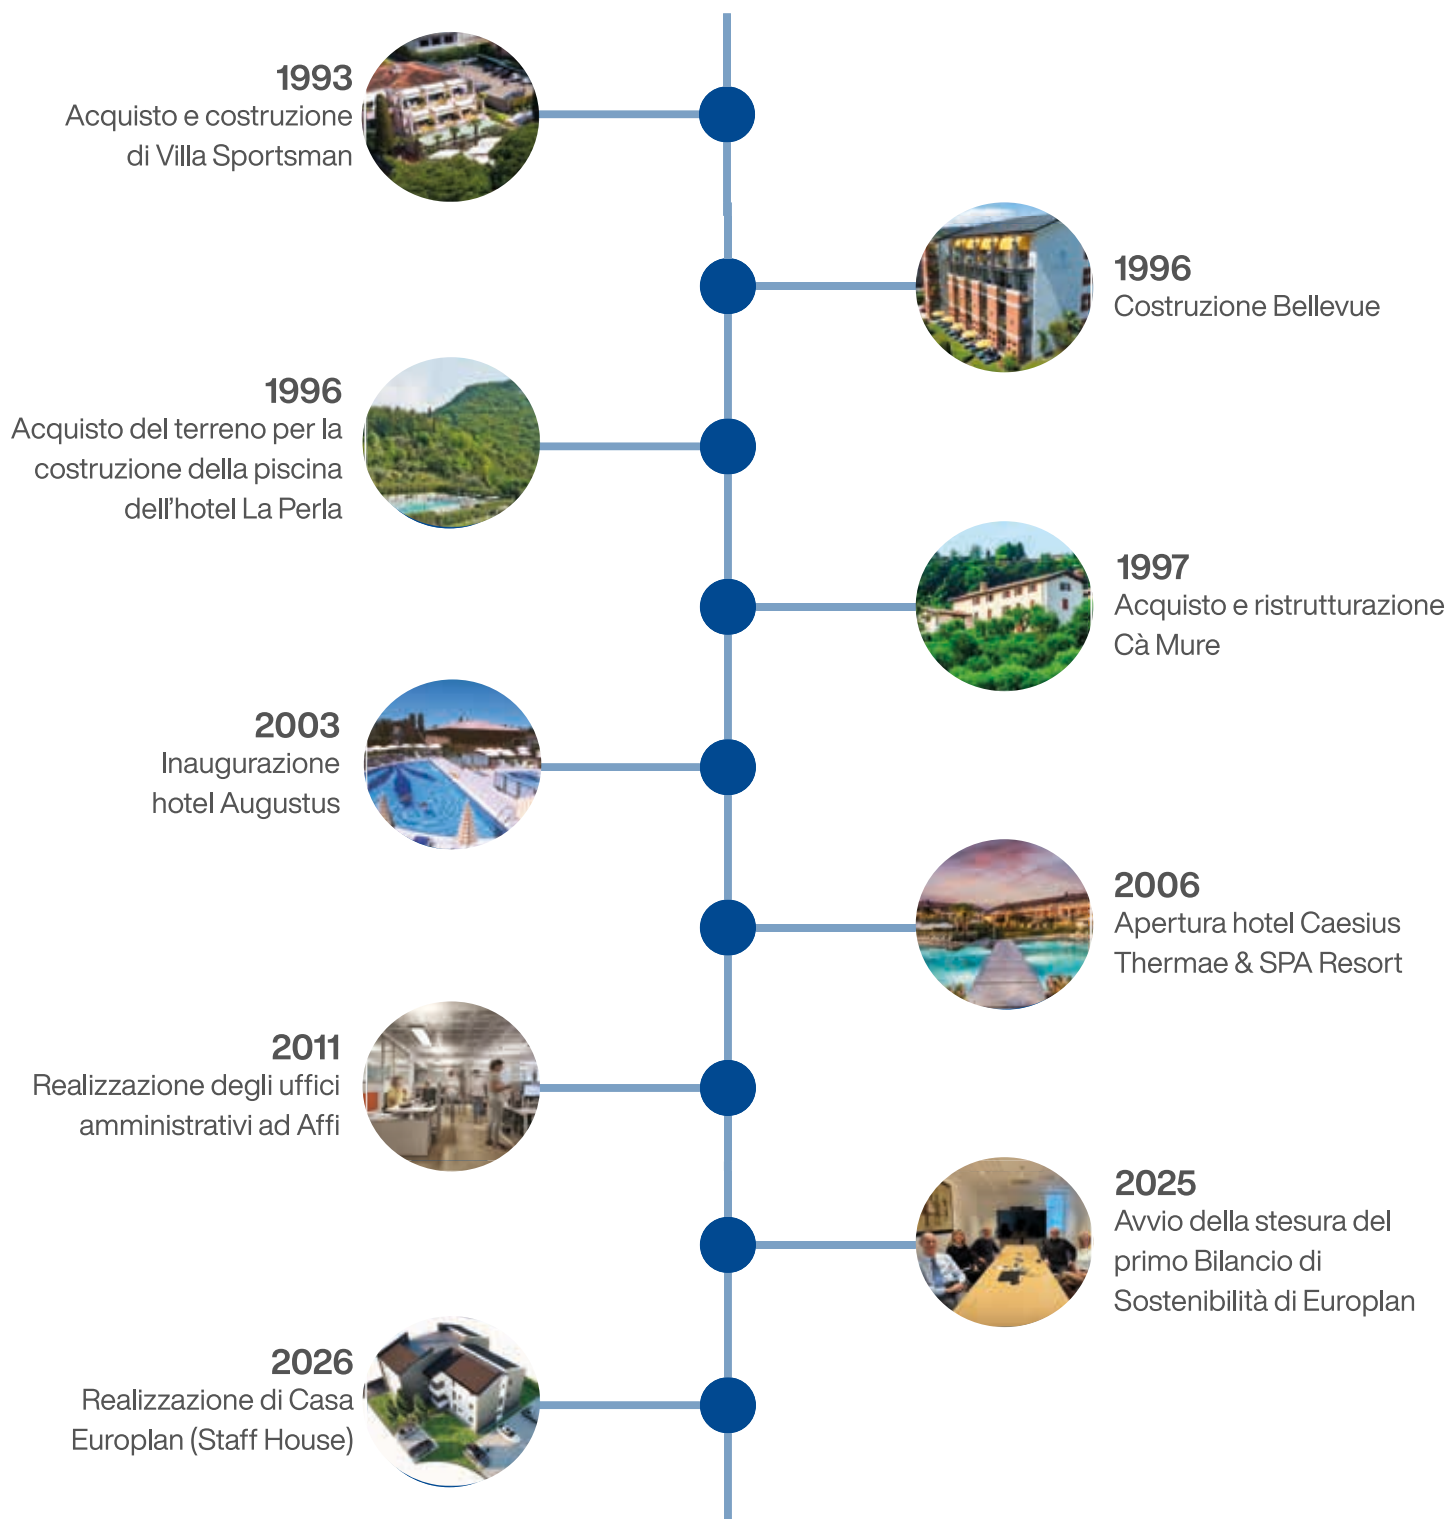 1993
Acquisto e costruzione
di Villa Sportsman
1996
Costruzione Bellevue
1996
Acquisto del terreno per la
costruzione della piscina
dell’hotel La Perla
1997
Acquisto e ristrutturazione
Cà Mure
2003
Inaugurazione
hotel Augustus
2006
Apertura hotel Caesius
Thermae & SPA Resort
2011
Realizzazione degli uffici
amministrativi ad Affi
2025
Avvio della stesura del
primo Bilancio di
Sostenibilità di Europlan
2026
Realizzazione di Casa
Europlan (Staff House)